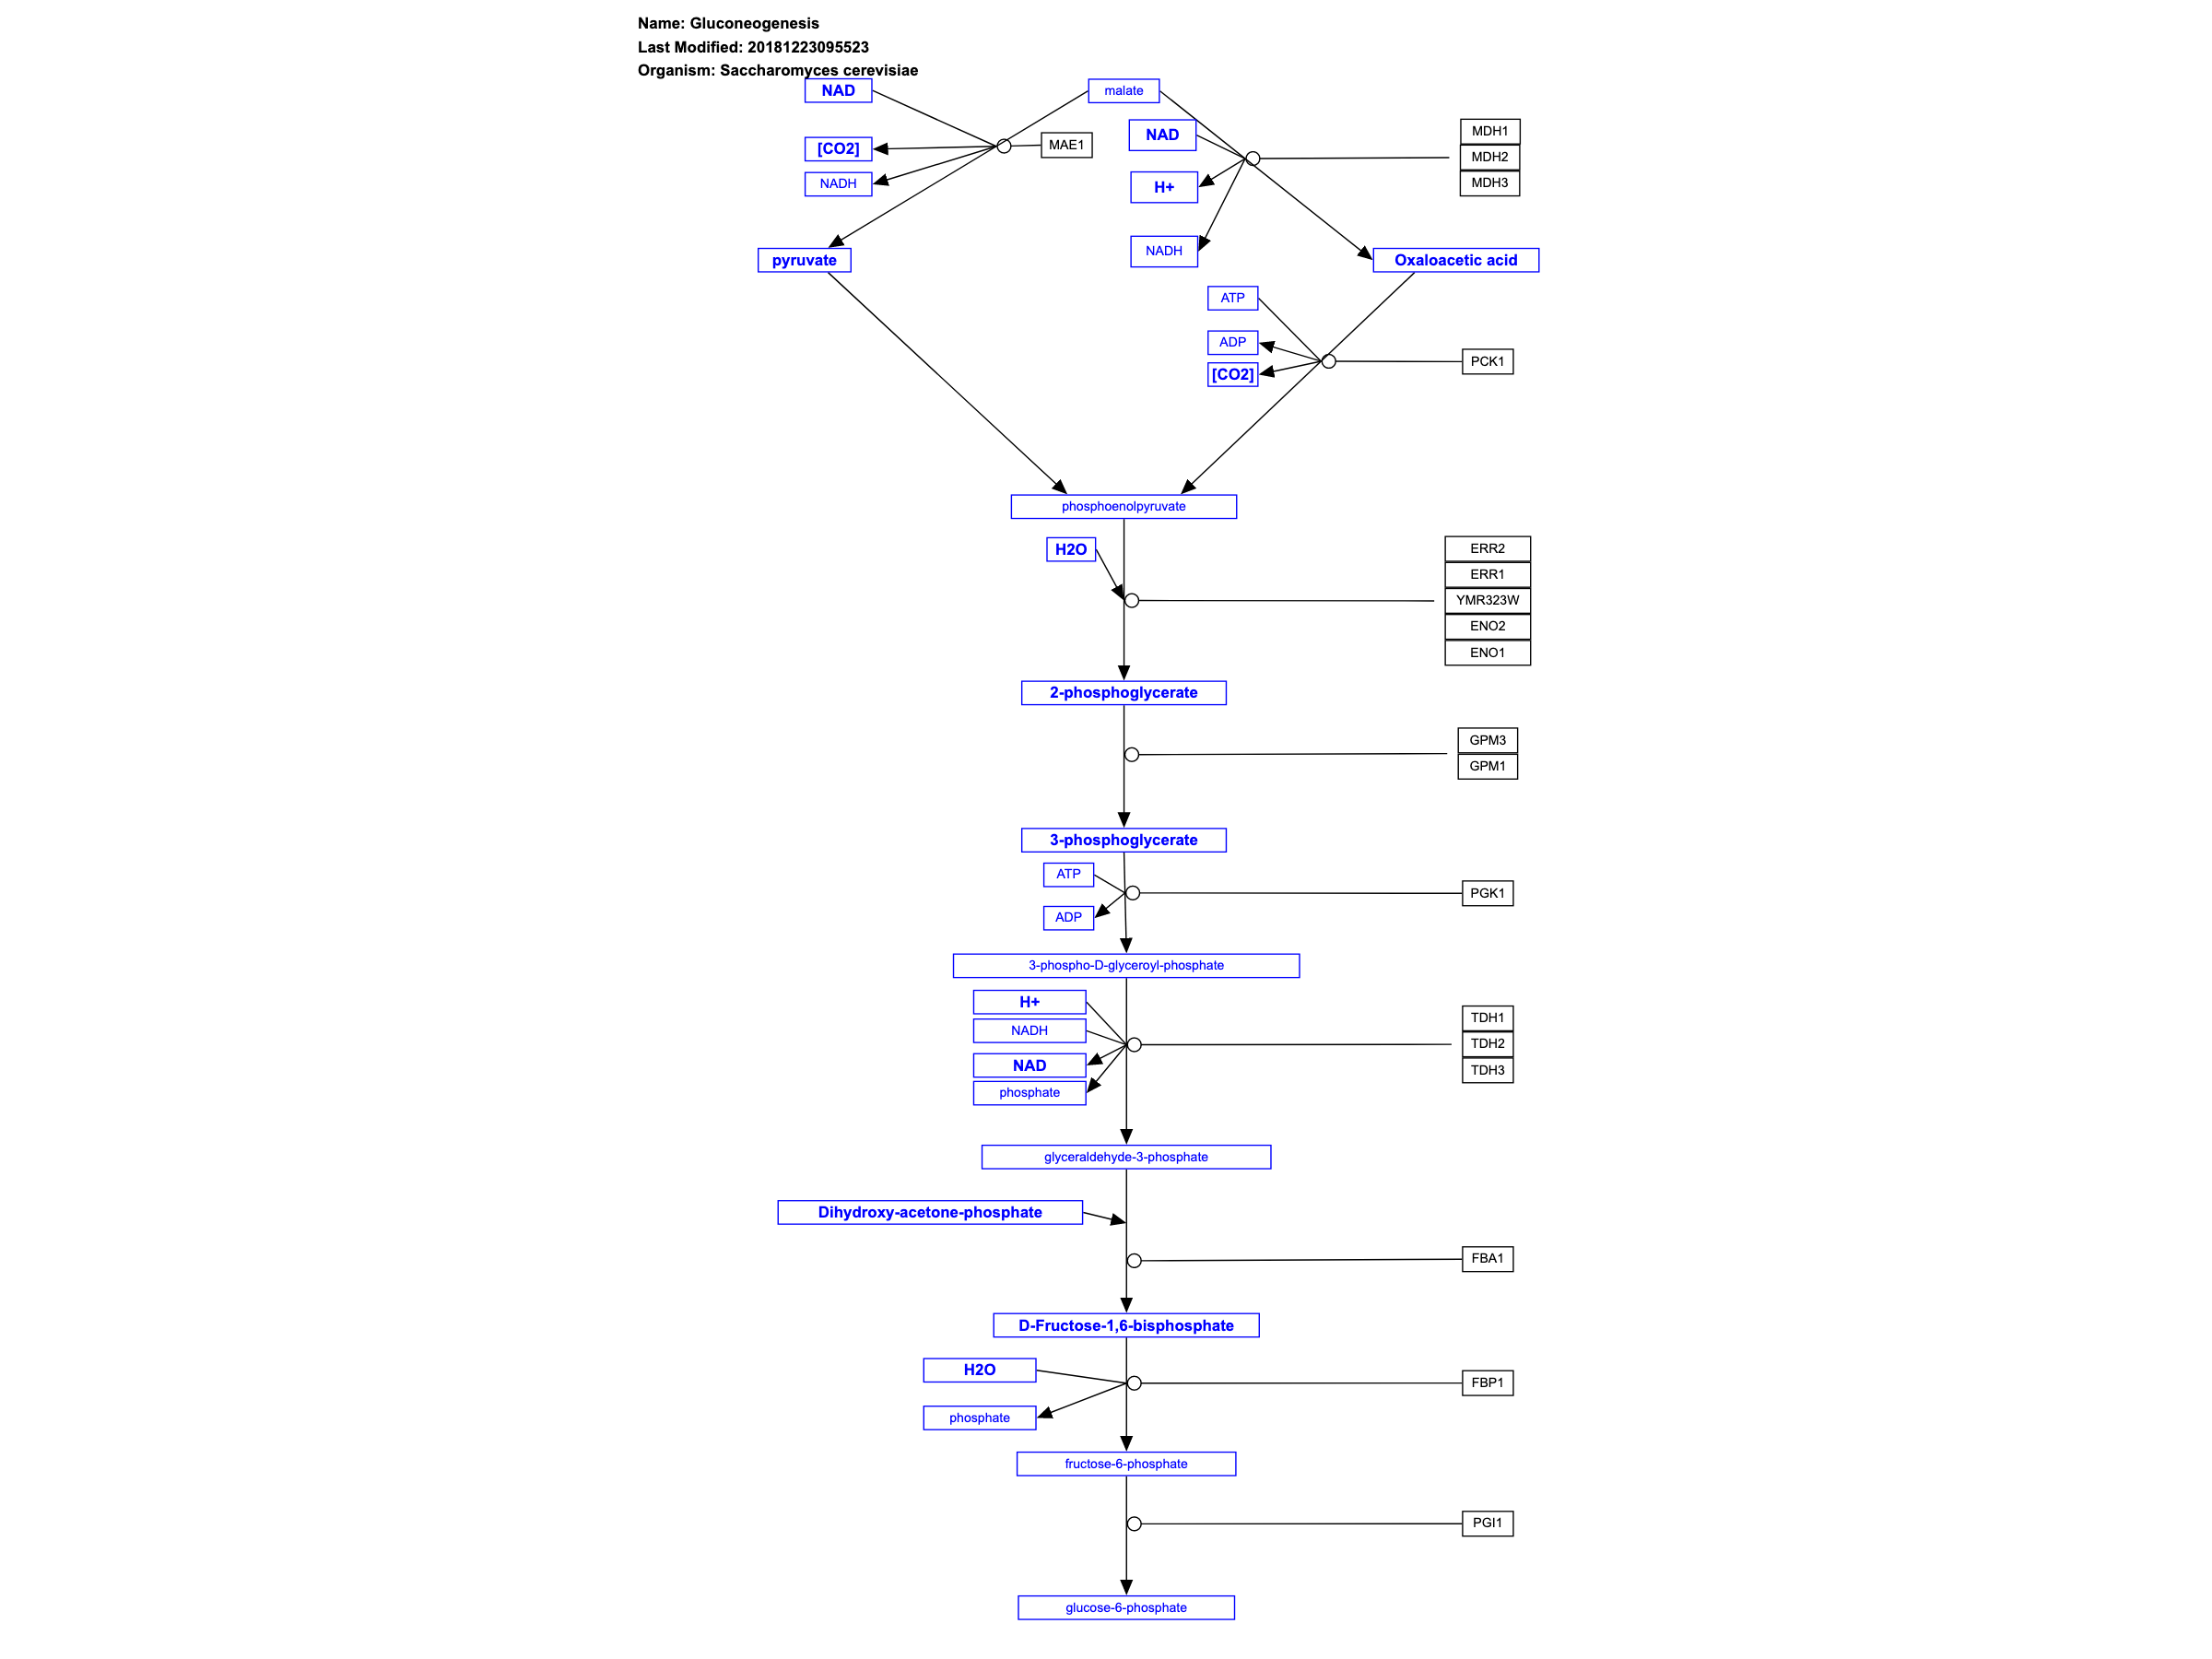 Name: Gluconeogenesis
Last Modified: 20181223095523
Organism: Saccharomyces cerevisiae
NAD
malate
MDH1
NAD
[CO2]
MAE1
MDH2
NADH
H+
MDH3
NADH
pyruvate
Oxaloacetic acid
ATP
ADP
PCK1
[CO2]
phosphoenolpyruvate
H2O
ERR2
ERR1
YMR323W
ENO2
ENO1
2-phosphoglycerate
GPM3
GPM1
3-phosphoglycerate
ATP
PGK1
ADP
3-phospho-D-glyceroyl-phosphate
H+
TDH1
NADH
TDH2
NAD
TDH3
phosphate
glyceraldehyde-3-phosphate
Dihydroxy-acetone-phosphate
FBA1
D-Fructose-1,6-bisphosphate
H2O
FBP1
phosphate
fructose-6-phosphate
PGI1
glucose-6-phosphate